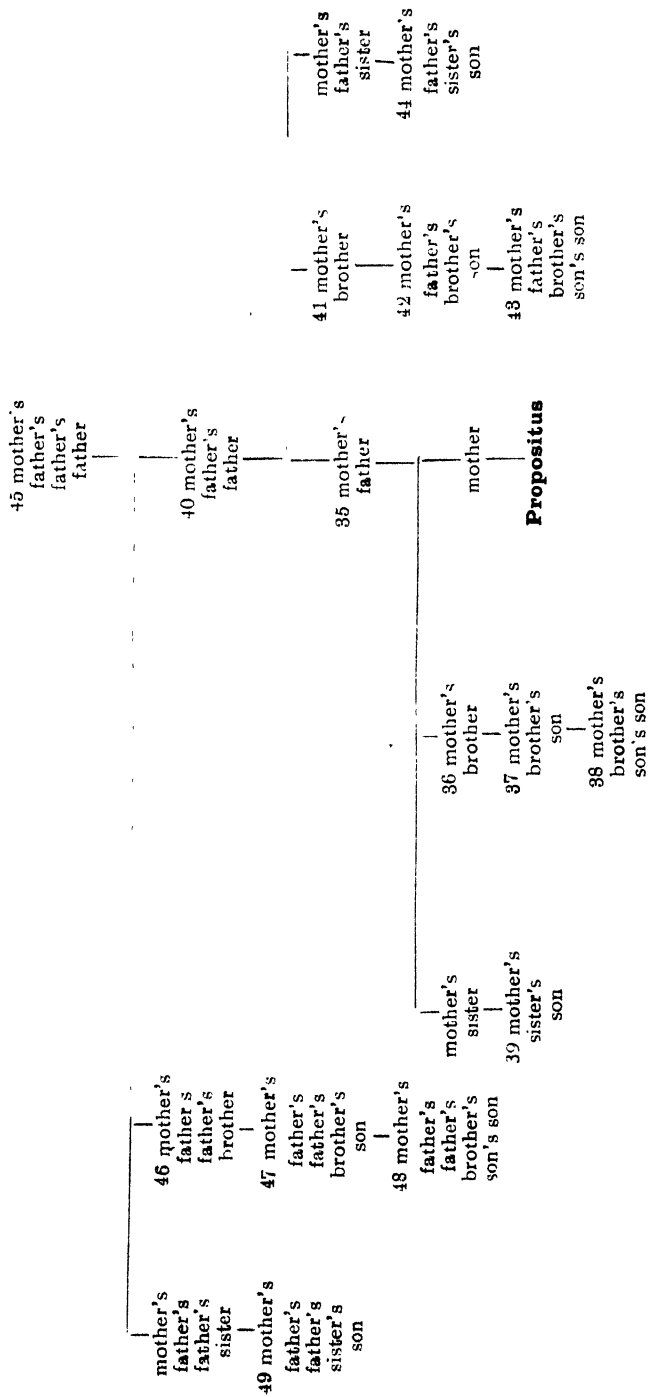 45 mother's
father's
father's
father
40 mother's
father's
father
35 mother'
father
mother
Propositus
mother's
father's
father's
sister
49 mother's
father's
father's
sister's
son
46 mother's
father s
father's
brother
47 mother's
father's
father's
brother's
son
48 mother's
father's
father's
brother's
son's son
mother's
sister
39 mother's
sister's
son
36 mother's
brother
37 mother's
brother's
son
38 mother's
brother's
son's son
41 mother's
brother
42 mother's
father's
brother's
on
43 mother's
father's
brother's
son's son
mother's
father's
sister
44 mother's
father's
sister's
son